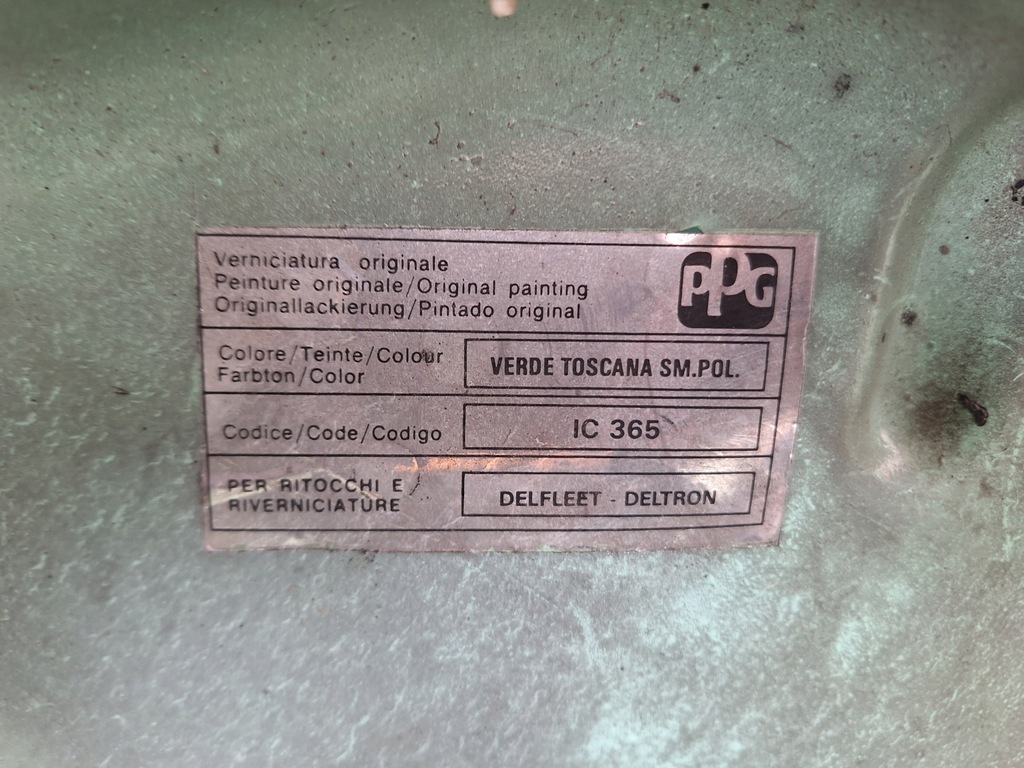 Verniciatura originale
Peinture originale/Original painting
Originallackierung/Pintado original
PPG
Colore/Teinte/Colour
Farbton/Color
VERDE TOSCANA SM.POL.
Codice/Code/Codigo
IC 365
PER RITOCCHI E
RIVERNICIATURE
DELFLEET - DELTRON